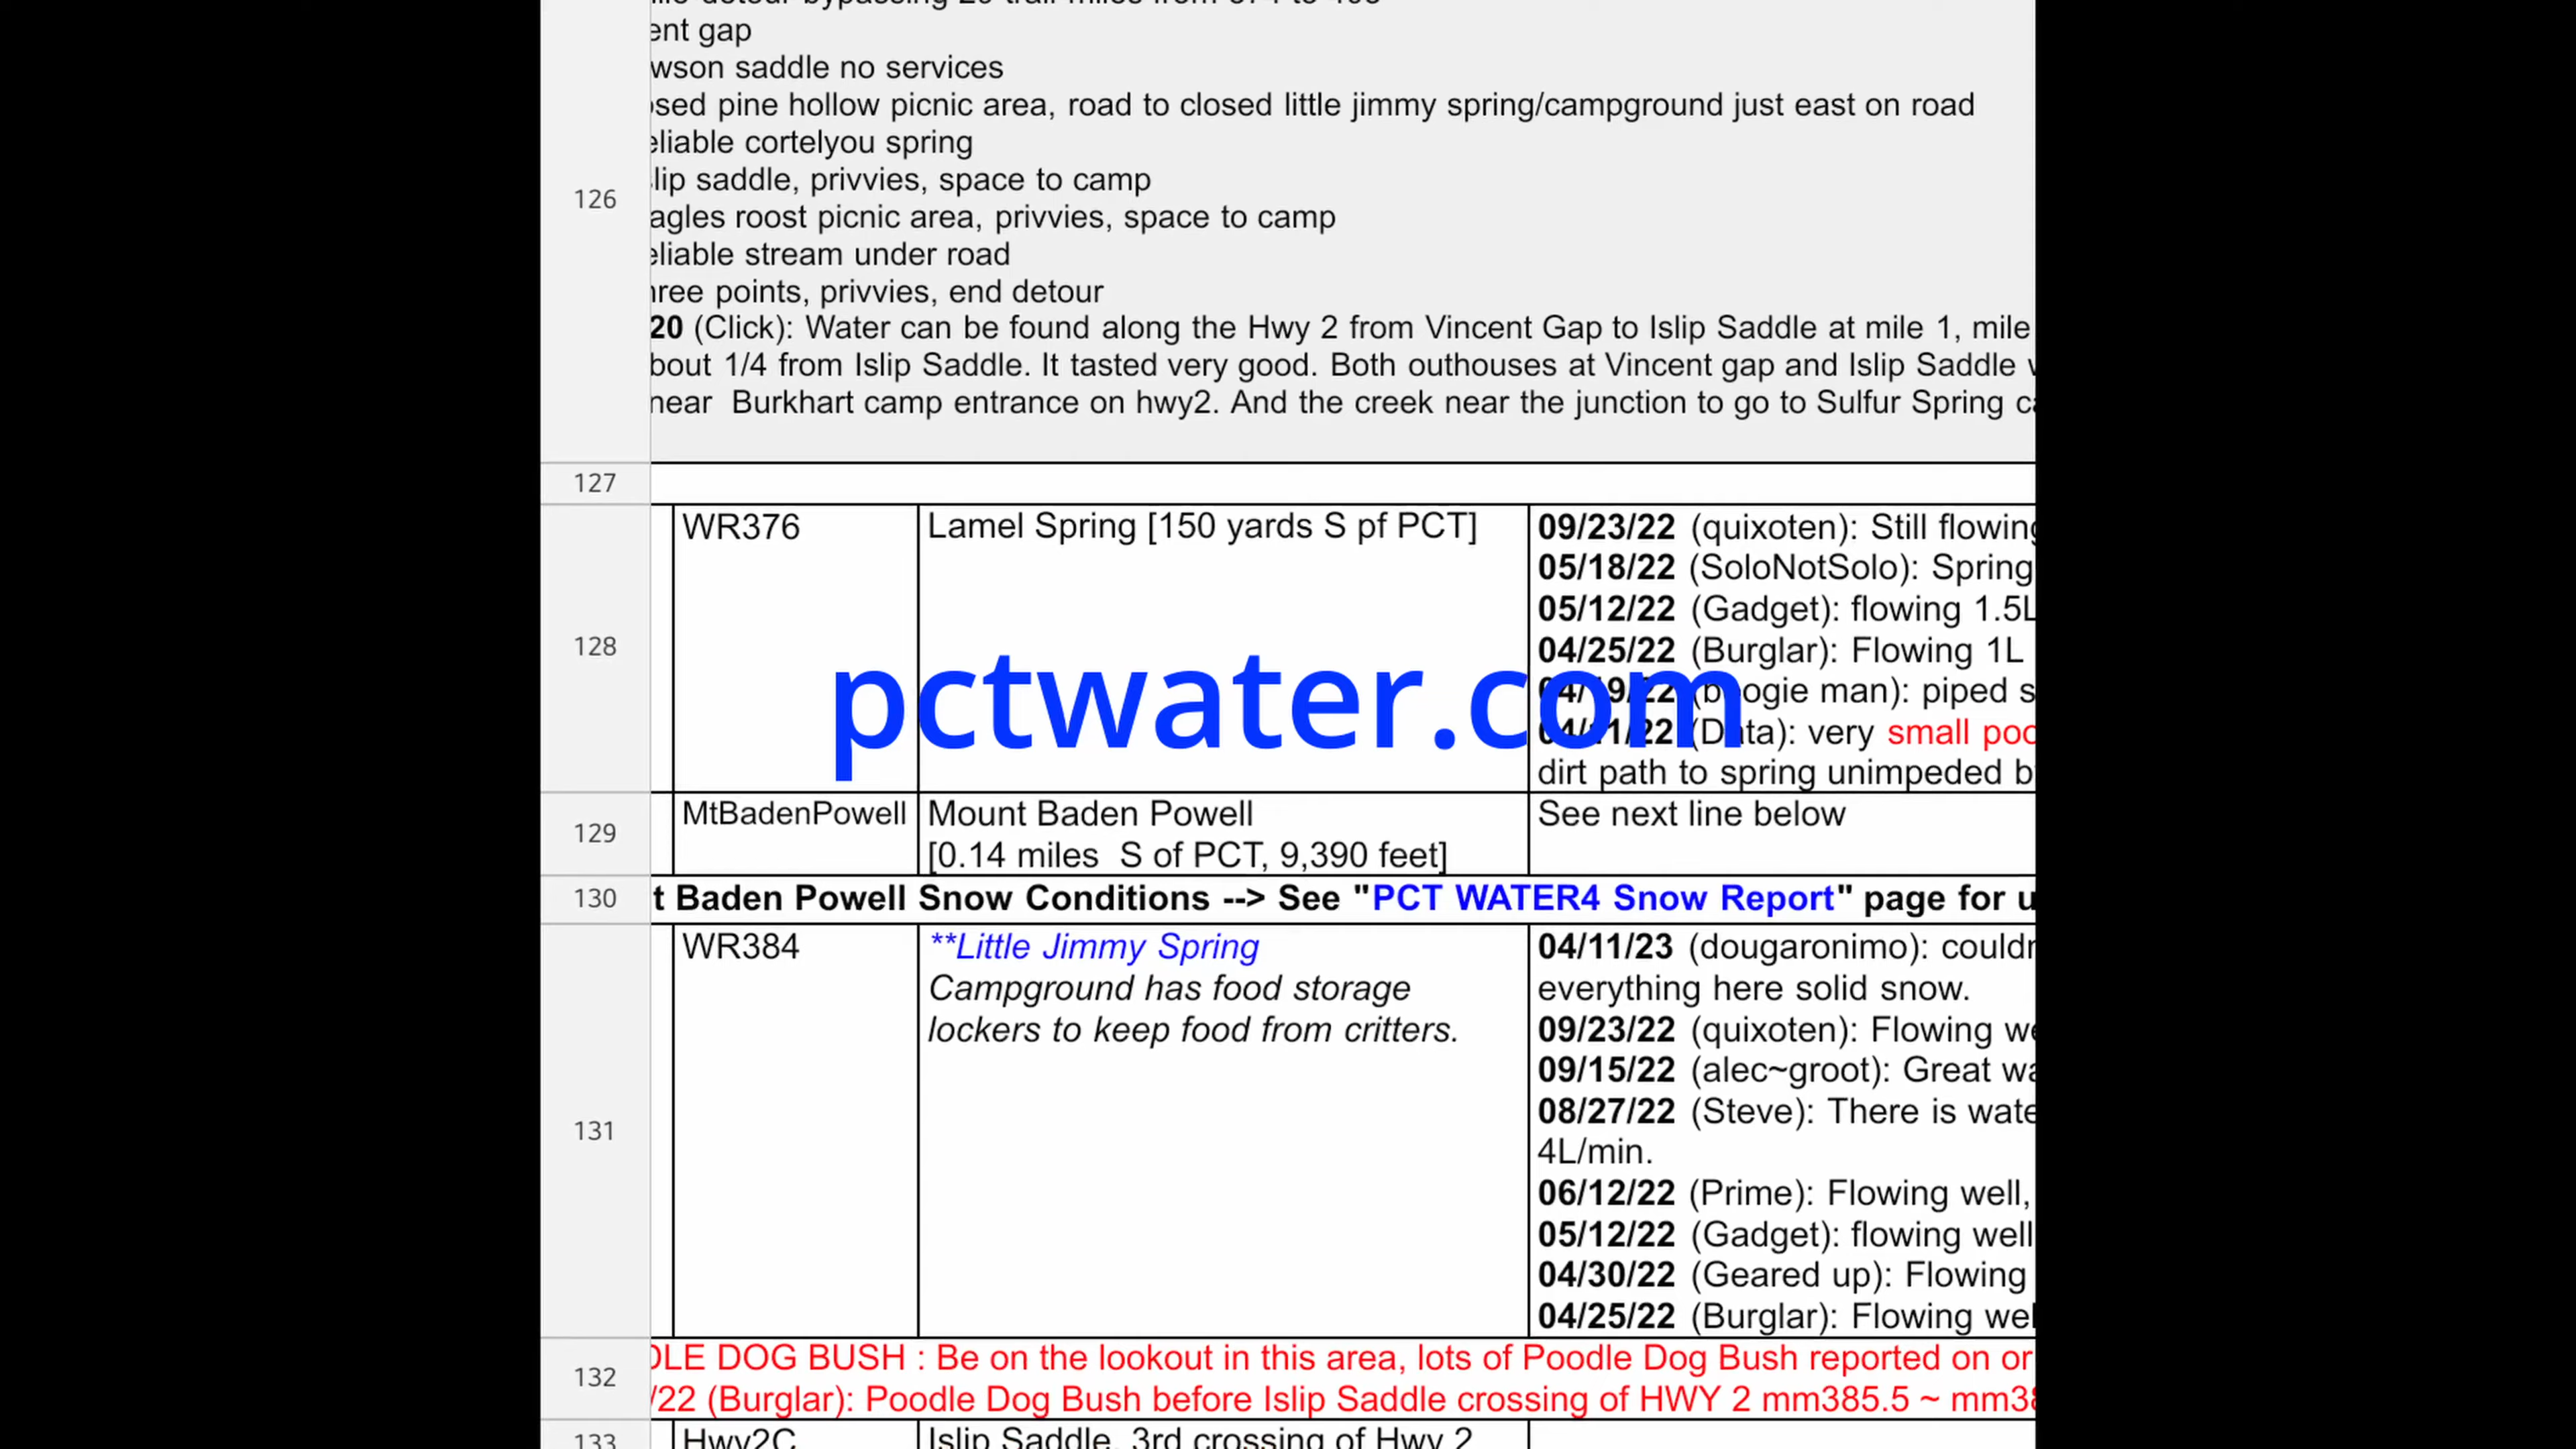 ent gap
wson saddle no services
osed pine hollow picnic area, road to closed little jimmy spring/campground just east on road
eliable cortelyou spring
slip saddle, privvies, space to camp
126
agles roost picnic area, privvies, space to camp
eliable stream under road
hree points, privvies, end detour
20 (Click): Water can be found along the Hwy 2 from Vincent Gap to Islip Saddle at mile 1, mile
bout 1/4 from Islip Saddle. It tasted very good. Both outhouses at Vincent gap and Islip Saddle
near  Burkhart camp entrance on hwy2. And the creek near the junction to go to Sulfur Spring
127
128
WR376
Lamel Spring [150 yards S pf PCT]
09/23/22 (quixoten): Still flowing
05/18/22 (SoloNotSolo): Spring
05/12/22 (Gadget): flowing 1.5L
04/25/22 (Burglar): Flowing 1L
04/19/22 (boogie man): piped s
04/11/22 (Data): very small poo
dirt path to spring unimpeded b
pctwater.com
129
MtBadenPowell
Mount Baden Powell
[0.14 miles  S of PCT, 9,390 feet]
See next line below
130
t Baden Powell Snow Conditions --> See "PCT WATER4 Snow Report" page for u
131
WR384
**Little Jimmy Spring
Campground has food storage
lockers to keep food from critters.
04/11/23 (dougaronimo): couldn
everything here solid snow.
09/23/22 (quixoten): Flowing we
09/15/22 (alec~groot): Great wa
08/27/22 (Steve): There is wate
4L/min.
06/12/22 (Prime): Flowing well,
05/12/22 (Gadget): flowing well
04/30/22 (Geared up): Flowing
04/25/22 (Burglar): Flowing wel
132
DLE DOG BUSH : Be on the lookout in this area, lots of Poodle Dog Bush reported on or
/22 (Burglar): Poodle Dog Bush before Islip Saddle crossing of HWY 2 mm385.5 ~ mm38
133
Hwy2C
Islip Saddle, 3rd crossing of Hwy 2